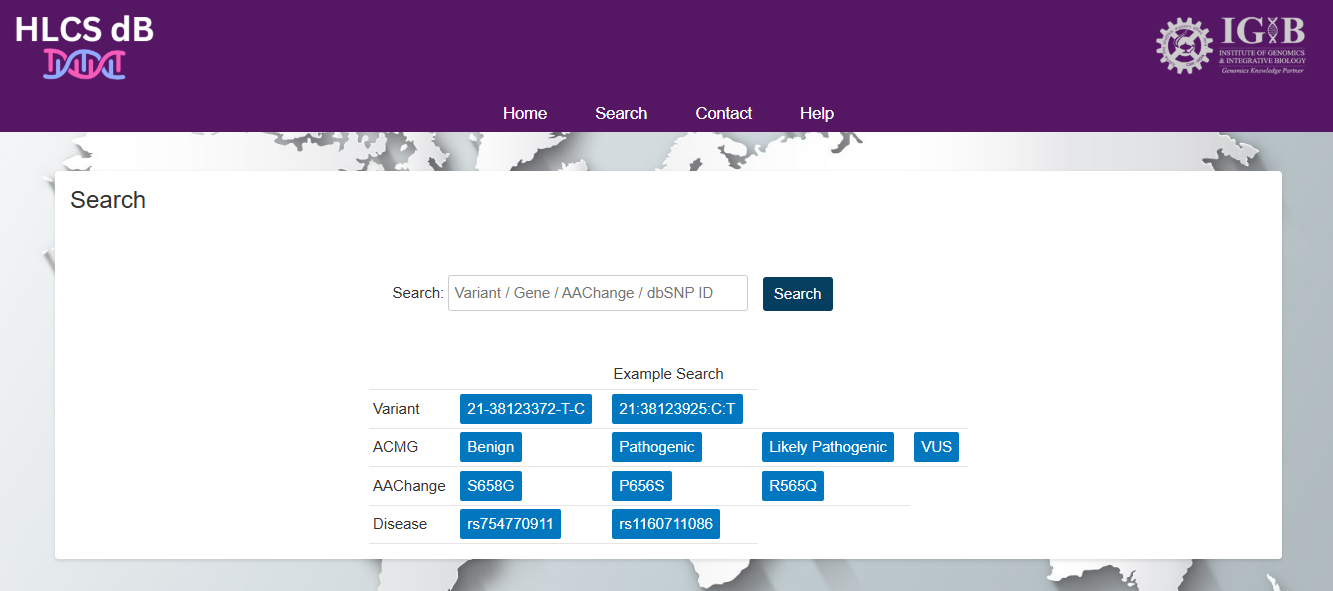 HLCS dB
IGIB
INSTITUTE OF GENOMICS
& INTEGRATIVE BIOLOGY
Genomics Knowledge Partner
Home Search Contact Help
Search
Search: Variant / Gene / AAChange / dbSNP ID Search
Example Search
Variant 21-38123372-T-C 21:38123925:C:T
ACMG Benign Pathogenic Likely Pathogenic VUS
AAChange S658G P656S R565Q
Disease rs754770911 rs1160711086